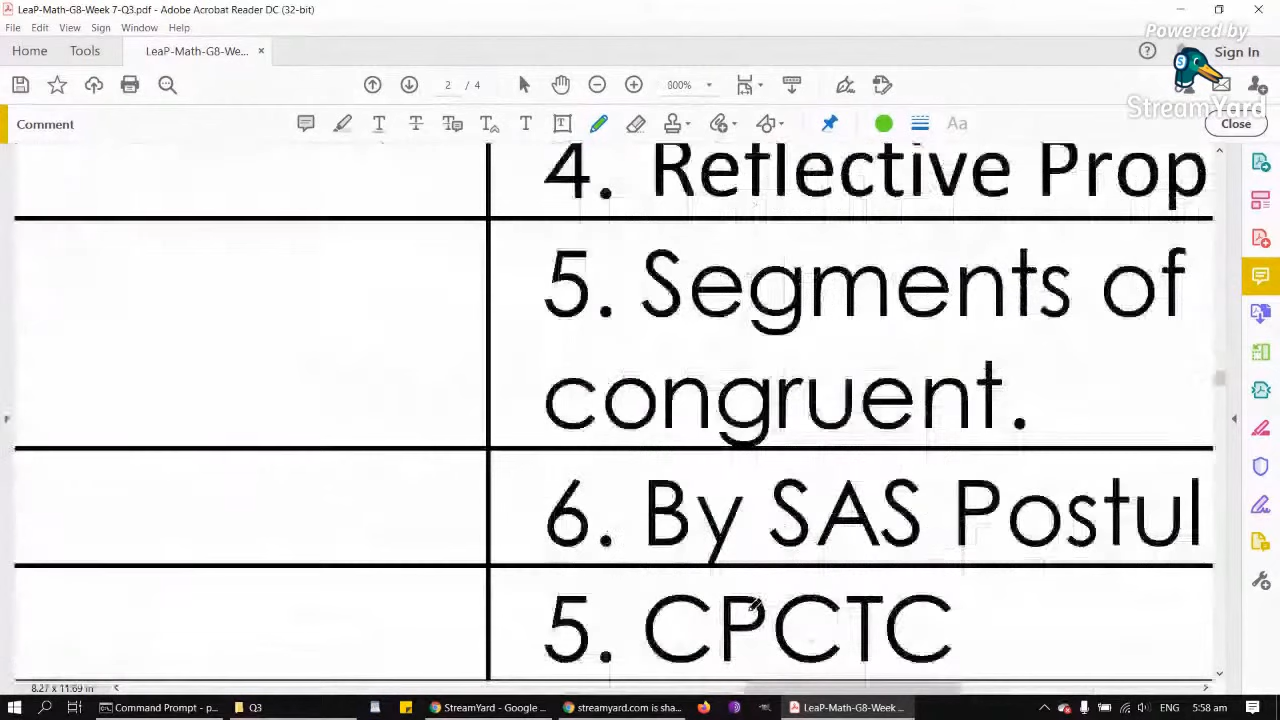 LeaP-Math-G8-Week 7-Q3.pdf - Adobe Acrobat Reader DC (32-bit)
File Edit View Sign Window Help
Powered by
Home Tools LeaP-Math-G8-We... × Sign In
2 / 800%
StreamYard
Comment Close
4. Reflective Prop
5. Segments of
congruent.
6. By SAS Postul
5. CPCTC
8.27 x 11.69 in
Command Prompt - p... Q3 StreamYard - Google ... streamyard.com is sha... LeaP-Math-G8-Week ... ENG 5:58 am